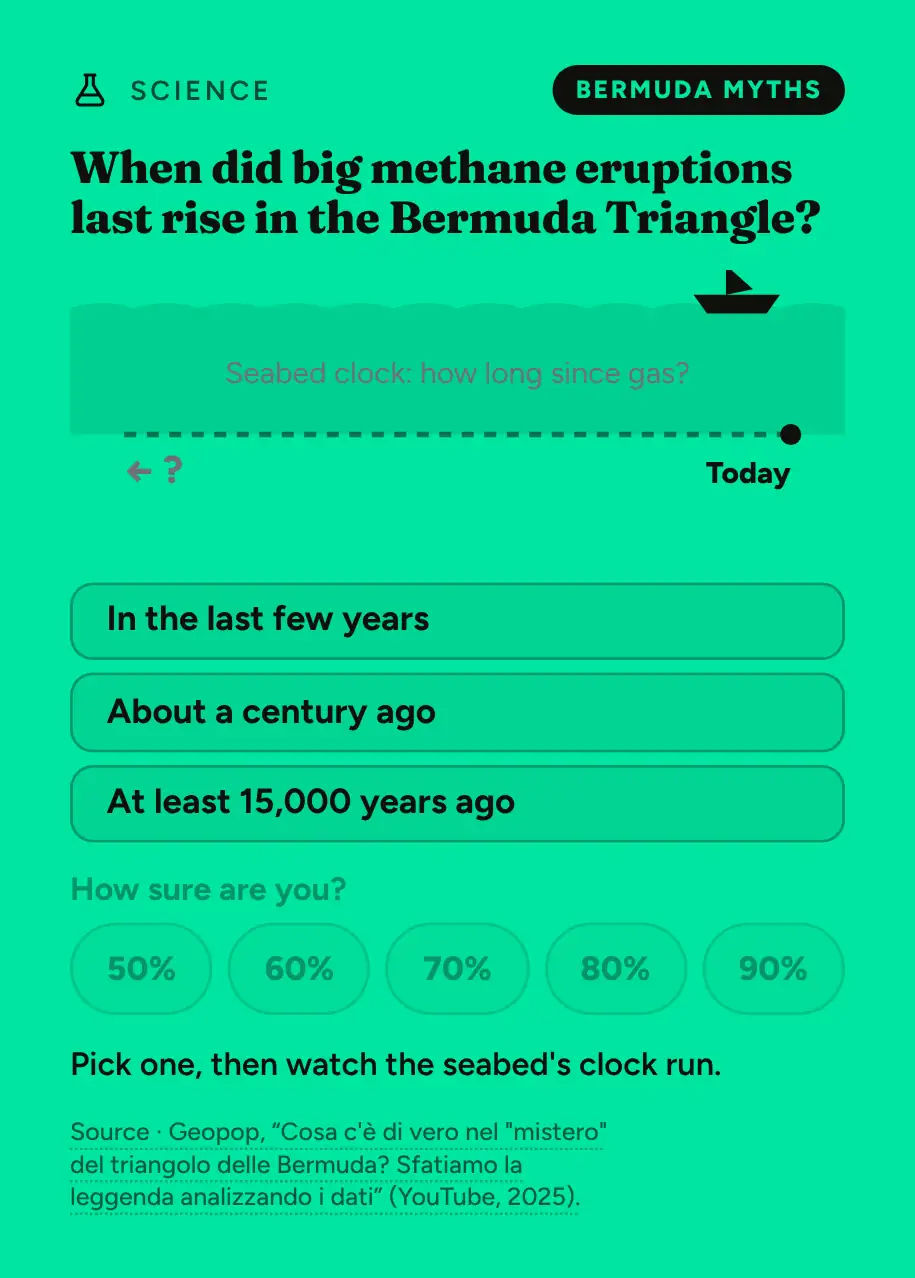 SCIENCE
BERMUDA MYTHS
When did big methane eruptions
last rise in the Bermuda Triangle?
Seabed clock: how long since gas?
← ?
Today
In the last few years
About a century ago
At least 15,000 years ago
How sure are you?
50%
60%
70%
80%
90%
Pick one, then watch the seabed's clock run.
Source · Geopop, “Cosa c'è di vero nel "mistero"
del triangolo delle Bermuda? Sfatiamo la
leggenda analizzando i dati” (YouTube, 2025).